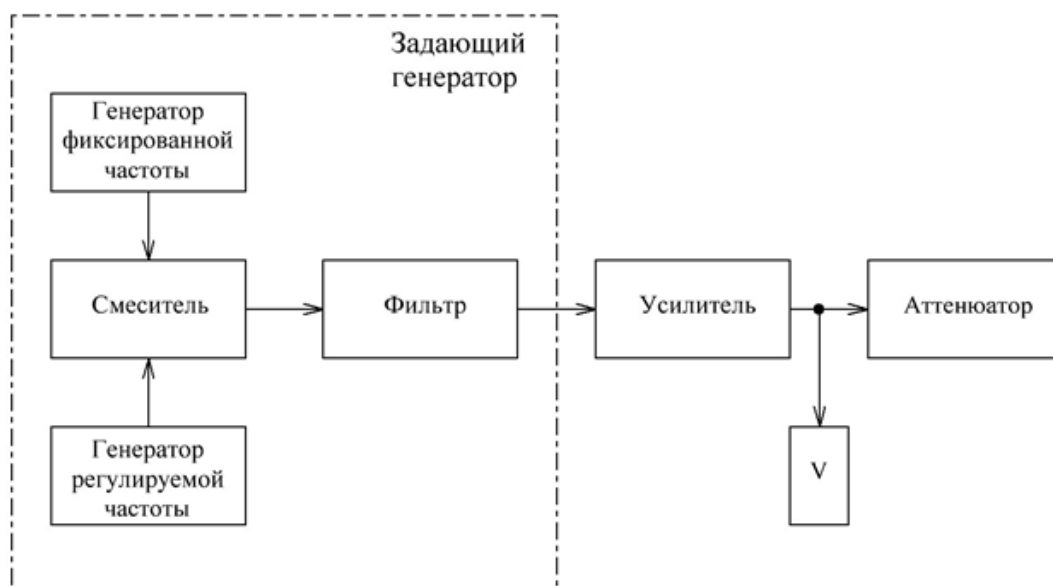 Задающий
генератор
Генератор
фиксированной
частоты
Смеситель
Фильтр
Усилитель
Аттенюатор
Генератор
регулируемой
частоты
V